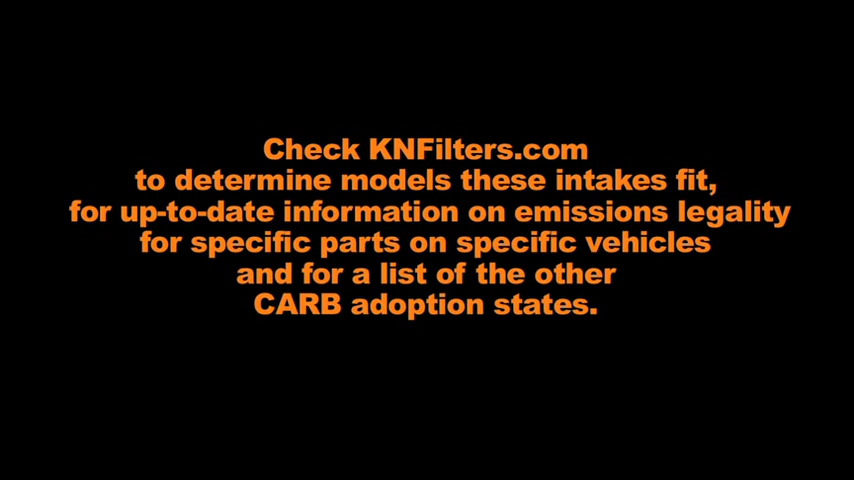 Check KNFilters.com
to determine models these intakes fit,
for up-to-date information on emissions legality
for specific parts on specific vehicles
and for a list of the other
CARB adoption states.